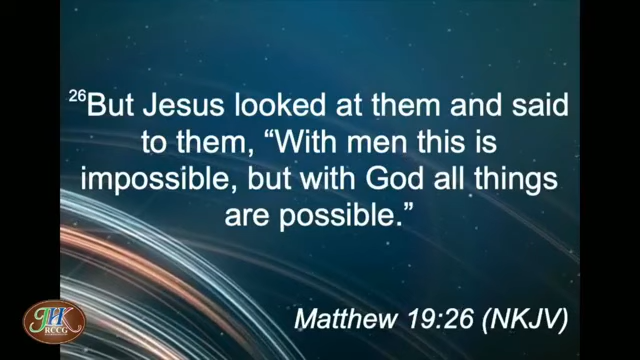 26But Jesus looked at them and said
to them, “With men this is
impossible, but with God all things
are possible.”
Matthew 19:26 (NKJV)
JHK
RCCG